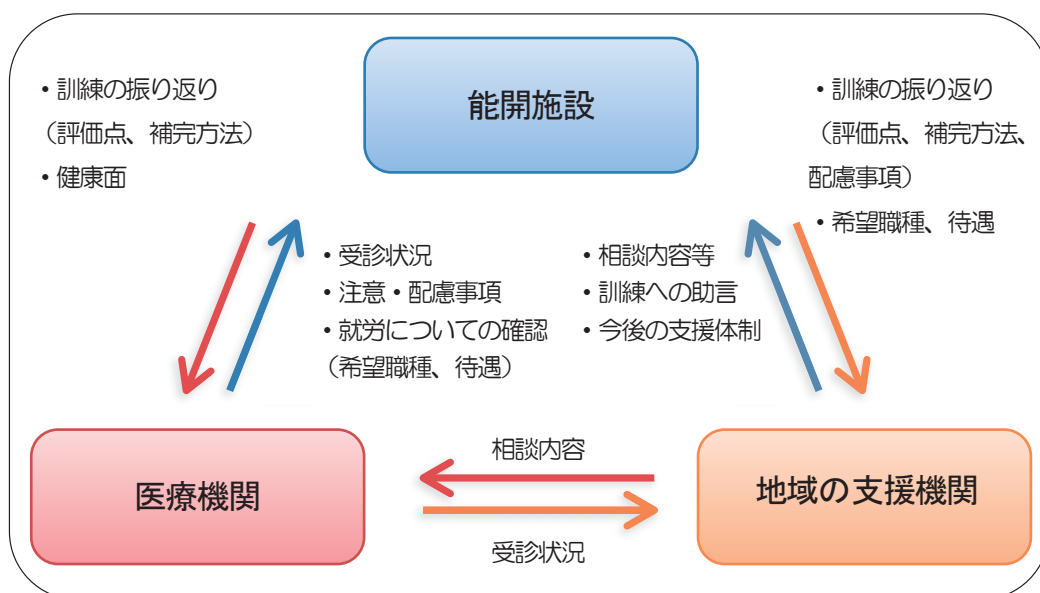 能開施設
・訓練の振り返り
（評価点、補完方法）
・健康面
・訓練の振り返り
（評価点、補完方法、
配慮事項）
・希望職種、待遇
・受診状況
・注意・配慮事項
・就労についての確認
（希望職種、待遇）
・相談内容等
・訓練への助言
・今後の支援体制
医療機関
相談内容
受診状況
地域の支援機関